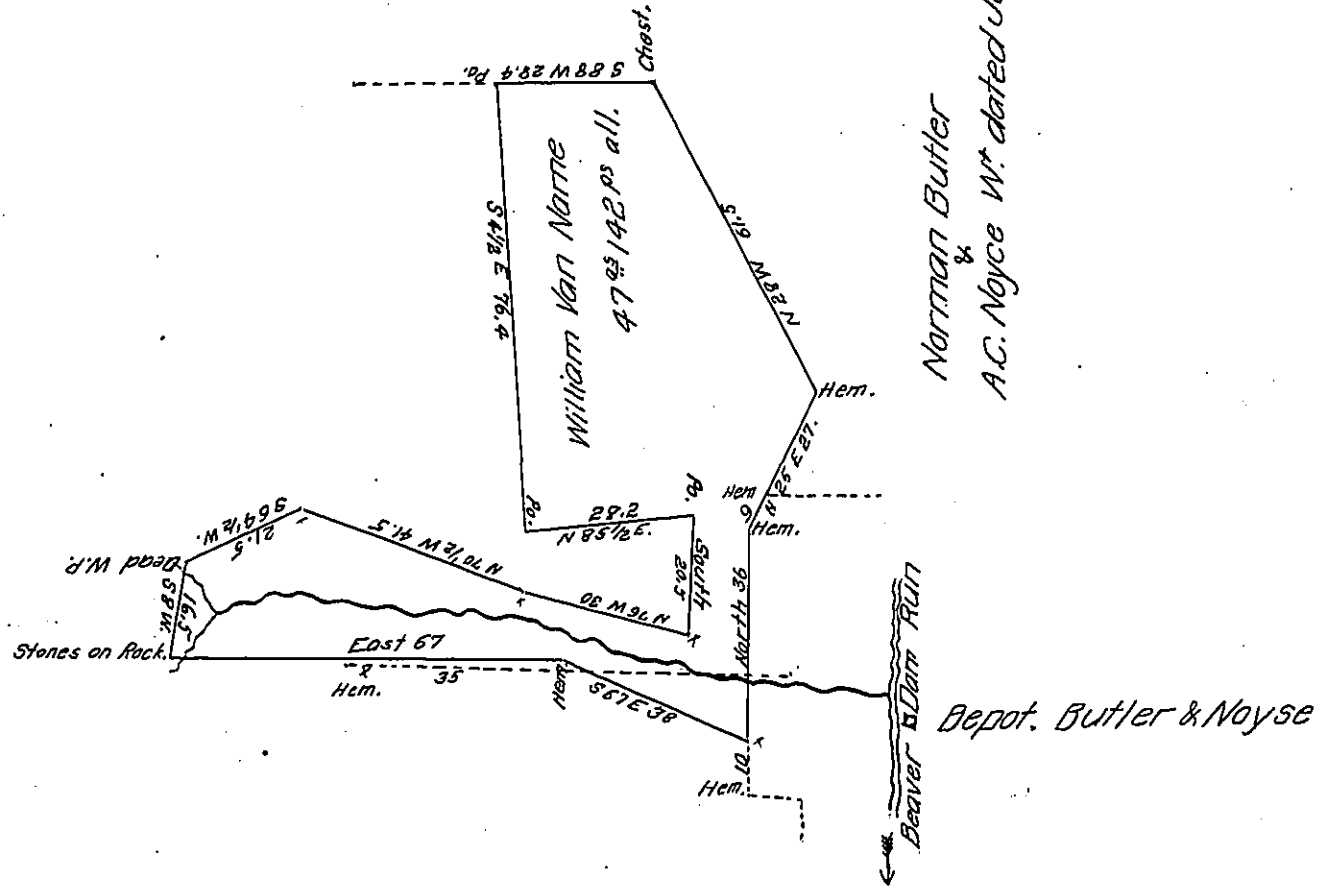 Chest.
S 88 W 28.4
Po.
William Van Name
47 142 ps all.
S 4 1/2 E 76.4
N 28 W 61.5
Hem.
N 25 E 27.
Hem
9
Hem.
Po.
N 85 1/2 E
28.2
Po.
South
20.5
North 36
N 76 W 30
N 70 1/2 W 41.5
S 64 1/2 W.
21.5
Dead W.P.
S 8 W.
16.5
Stones on Rock.
East 67
Hem.
35
Hem
S 67 E 38
10
Hem.
Norman Butler
&
A.C. Noyce Wt. dated
Beaver Dam Run
Depot. Butler & Noyse